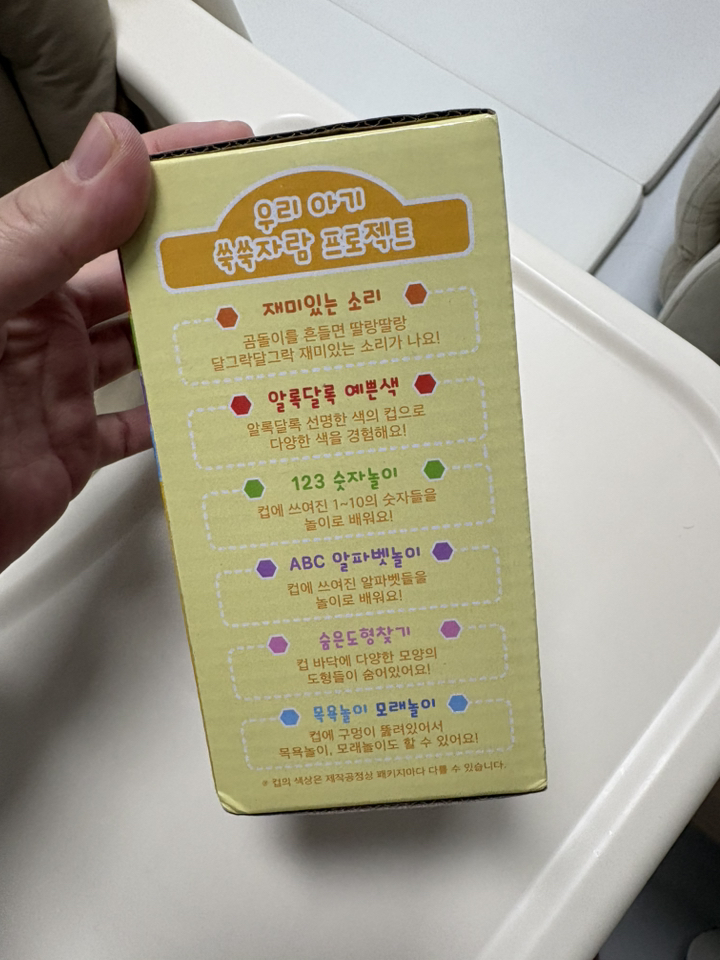 우리 아기
쑥쑥자람 프로젝트
재미있는 소리
곰돌이를 흔들면 딸랑딸랑
달그락달그락 재미있는 소리가 나요!
알록달록 예쁜색
알록달록 선명한 색의 컵으로
다양한 색을 경험해요!
123 숫자놀이
컵에 쓰여진 1~10의 숫자들을
놀이로 배워요!
ABC 알파벳놀이
컵에 쓰여진 알파벳들을
놀이로 배워요!
숨은도형찾기
컵 바닥에 다양한 모양의
도형들이 숨어있어요!
목욕놀이 모래놀이
컵에 구멍이 뚫려있어서
목욕놀이, 모래놀이도 할 수 있어요!
※ 컵의 색상은 제작공정상 패키지마다 다를 수 있습니다.